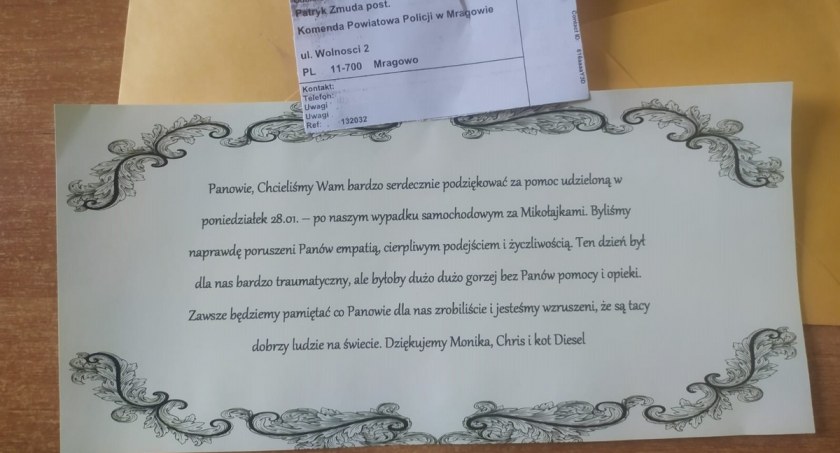 Patryk Zmuda post.
Komenda Powiatowa Policji w Mragowie
ul. Wolnosci 2
PL 11-700 Mragowo
Kontakt:
Telefon:
Uwagi
Uwagi
Ref: 132032
Panowie, Chcieliśmy Wam bardzo serdecznie podziękować za pomoc udzieloną w
poniedziałek 28.01. – po naszym wypadku samochodowym za Mikołajkami. Byliśmy
naprawdę poruszeni Panów empatią, cierpliwym podejściem i życzliwością. Ten dzień był
dla nas bardzo traumatyczny, ale byłoby dużo dużo gorzej bez Panów pomocy i opieki.
Zawsze będziemy pamiętać co Panowie dla nas zrobiliście i jesteśmy wzruszeni, że są tacy
dobrzy ludzie na świecie. Dziękujemy Monika, Chris i kot Diesel